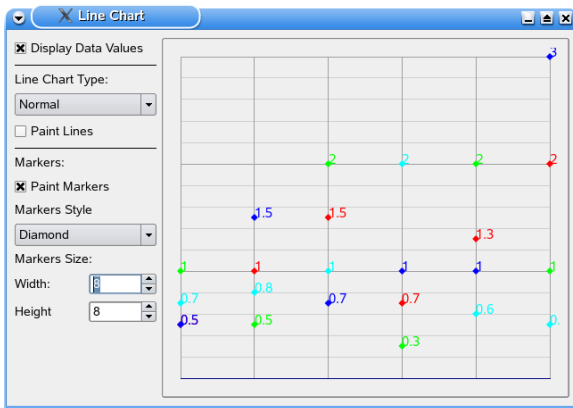 Line Chart
Display Data Values
Line Chart Type:
Normal
Paint Lines
Markers:
Paint Markers
Markers Style
Diamond
Markers Size:
Width:
Height 8
3
2 2 2 2
1.5 1.5
1.3
1 1 1 1 1 1
0.7 0.8 0.7 0.7 0.6
0.5 0.5 0.3 0.